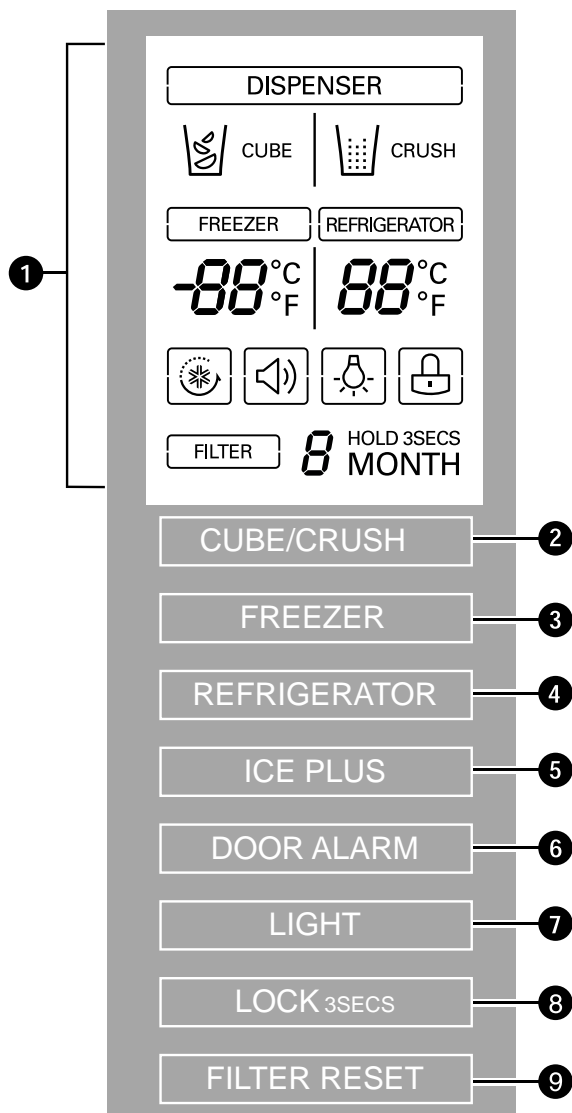 DISPENSER
CUBE CRUSH
FREEZER REFRIGERATOR
-88°C °F 88°C °F
FILTER 8 HOLD 3SECS
MONTH
1
CUBE/CRUSH 2
FREEZER 3
REFRIGERATOR 4
ICE PLUS 5
DOOR ALARM 6
LIGHT 7
LOCK 3SECS 8
FILTER RESET 9